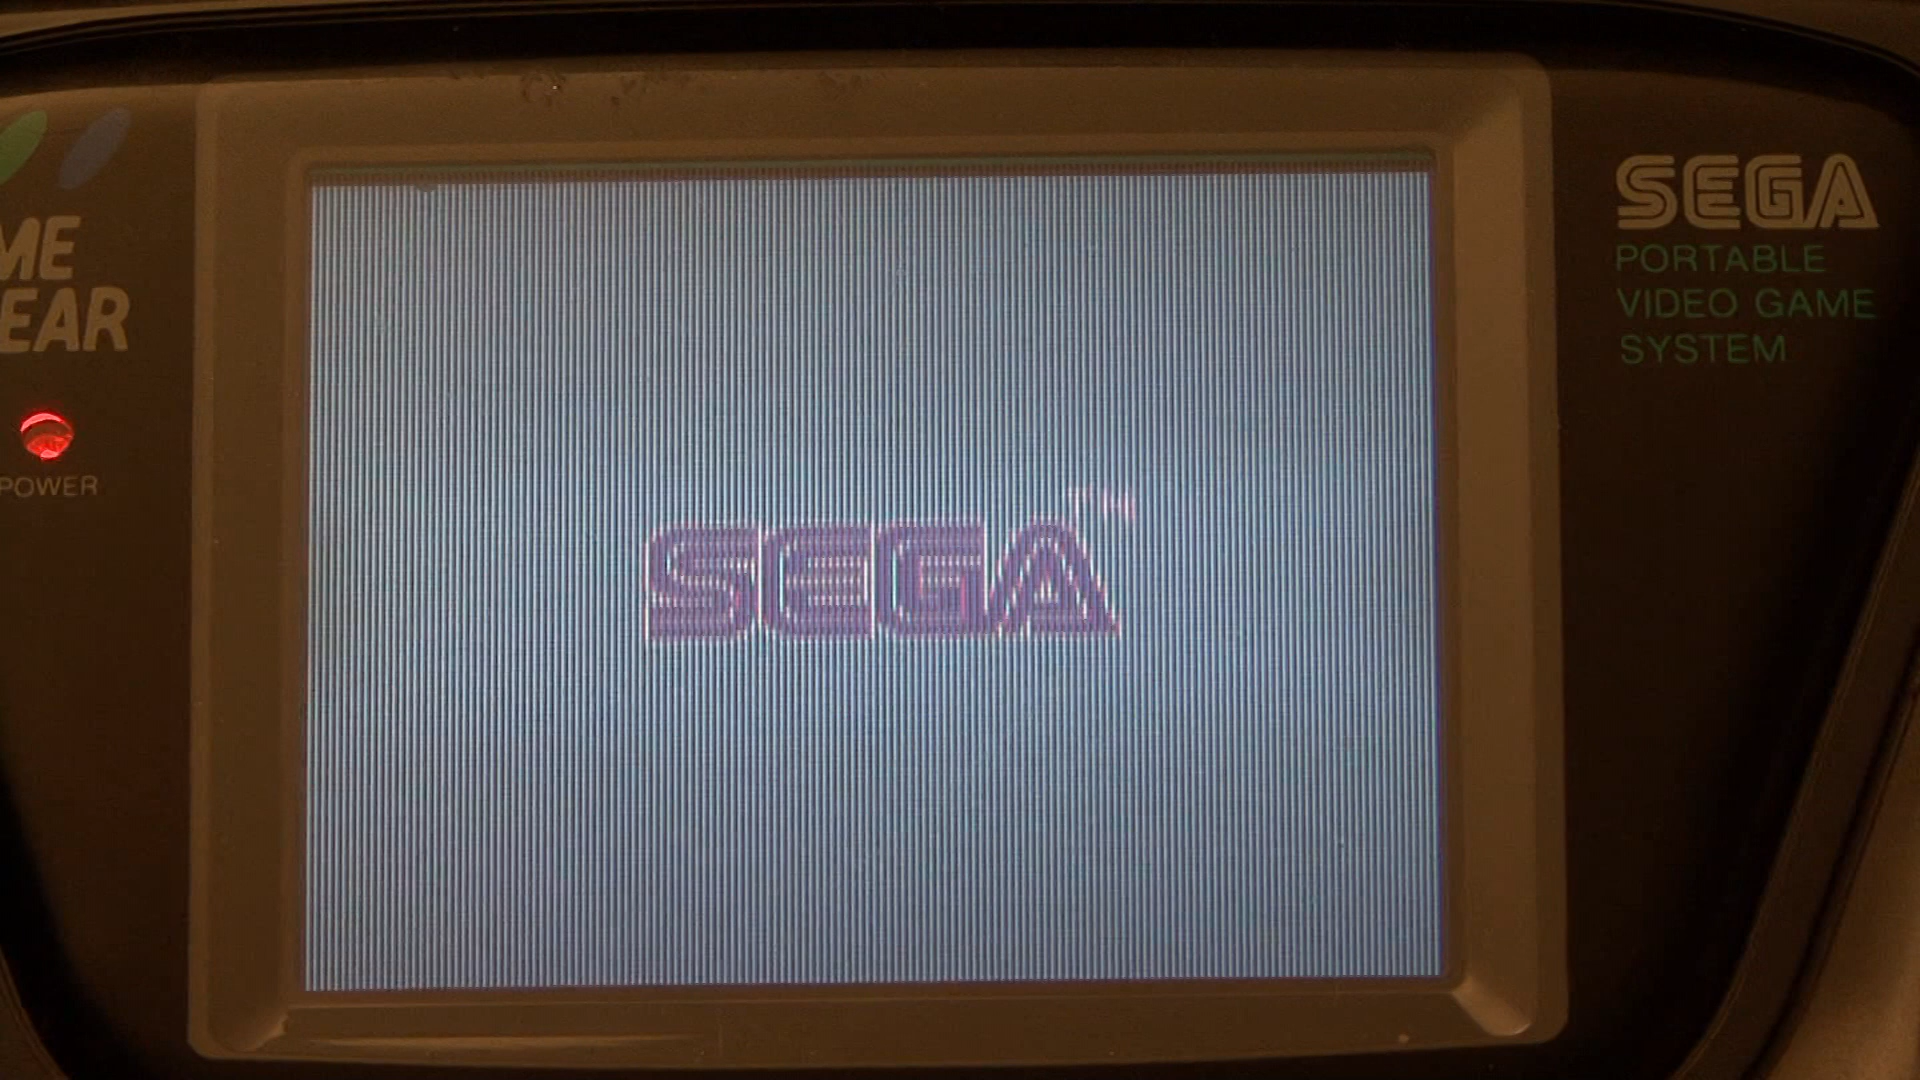 ME
EAR
POWER
SEGA
TM
SEGA
PORTABLE
VIDEO GAME
SYSTEM